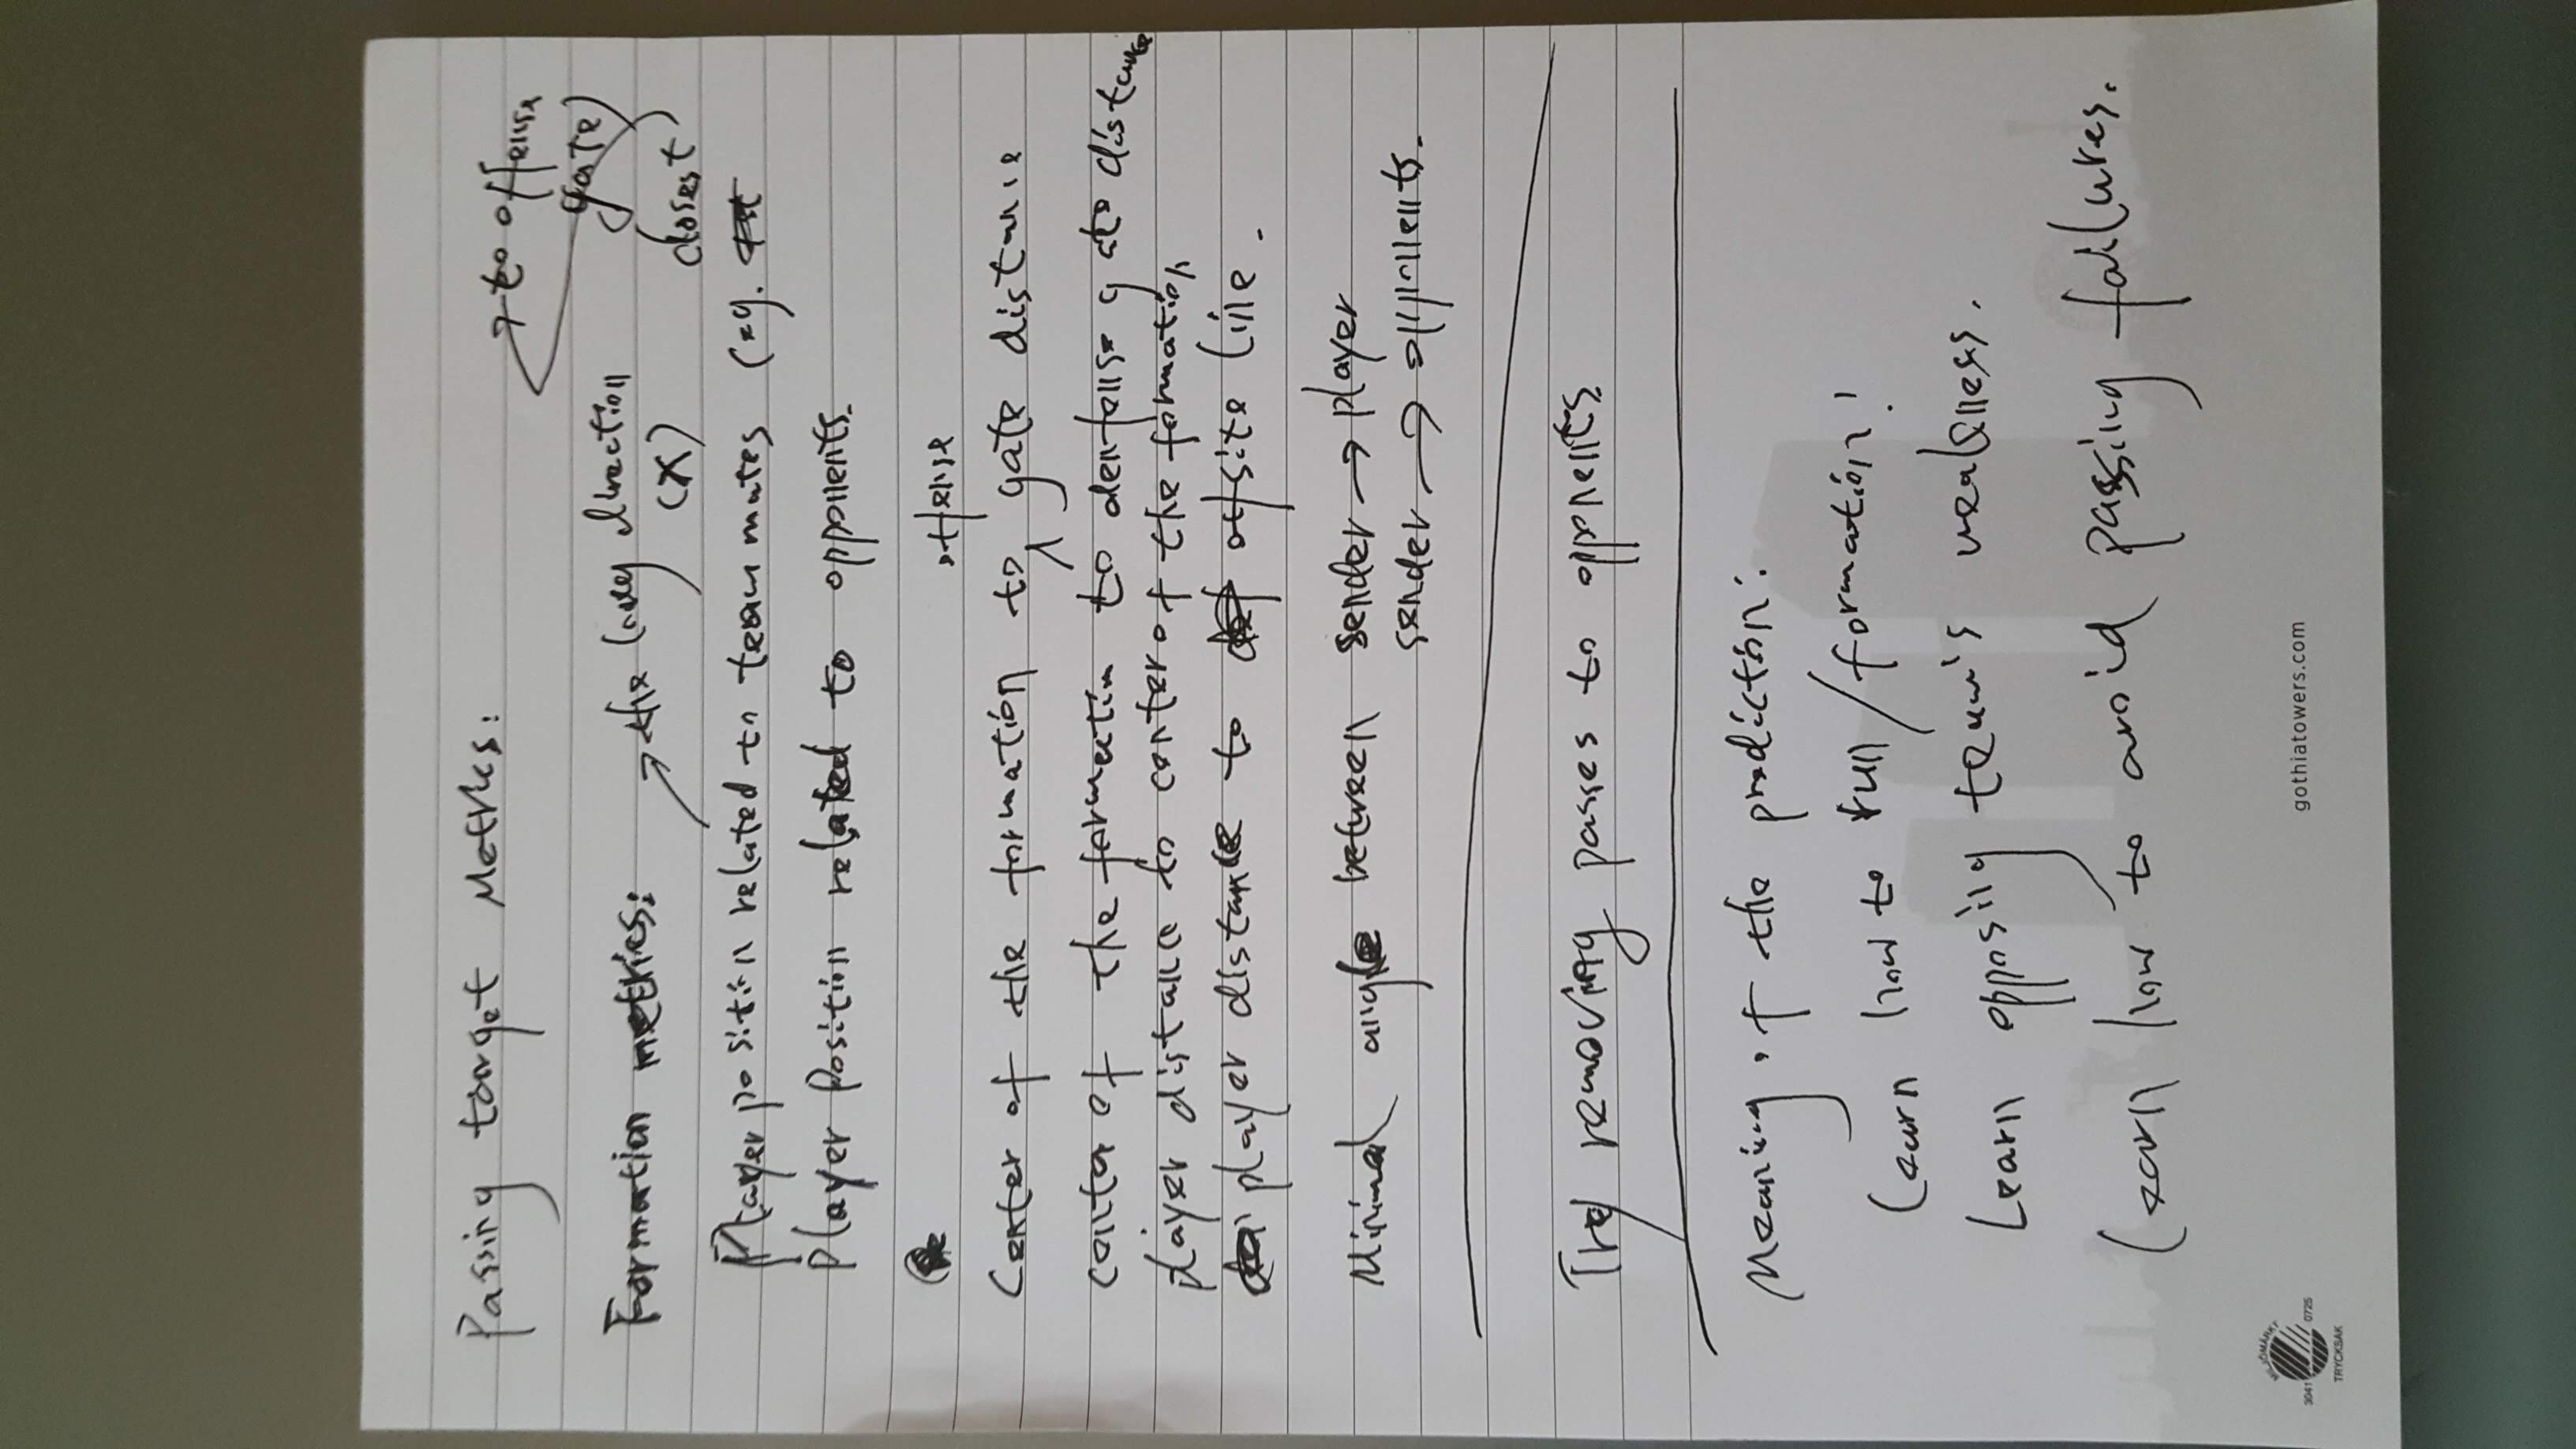 Passing target Metrics:
→ to offense
gate)
Formation metrics:
→ the long direction
(X)
closest
Player position related to team mates (eg.
Player Position related to opponents.
offense
Center of the formation to gate distance
center of the formation to denfense gate distance
player distance to center of the formation
player distance to offsite line.
Minimal angle between sender → player
sender → opponents.
Try removing passes to opponents
Meaning of the prediction:
Learn how to run/formation!
Learn opposing team's weakness.
Learn how to avoid passing failures.
MILJÖMÄRKT
3041 0725
TRYCKSAK
gothiatowers.com